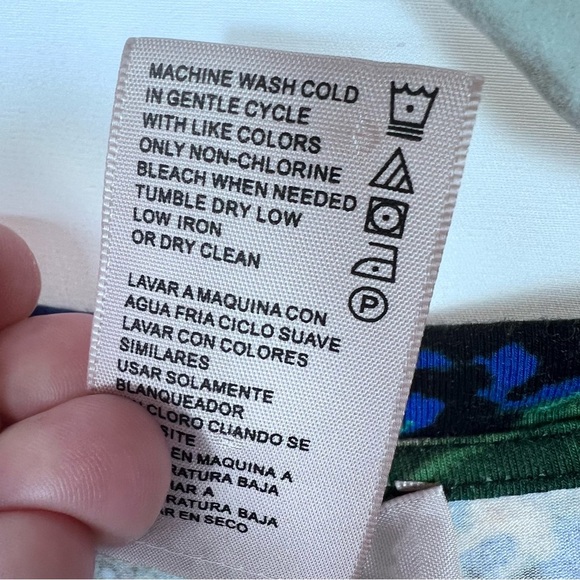 MACHINE WASH COLD
IN GENTLE CYCLE
WITH LIKE COLORS
ONLY NON-CHLORINE
BLEACH WHEN NEEDED
TUMBLE DRY LOW
LOW IRON
OR DRY CLEAN
P
LAVAR A MAQUINA CON
AGUA FRIA CICLO SUAVE
LAVAR CON COLORES
SIMILARES
USAR SOLAMENTE
BLANQUEADOR
CLORO CUANDO SE
SITE
EN MAQUINA A
RATURA BAJA
HAR A
RATURA BAJA
AR EN SECO